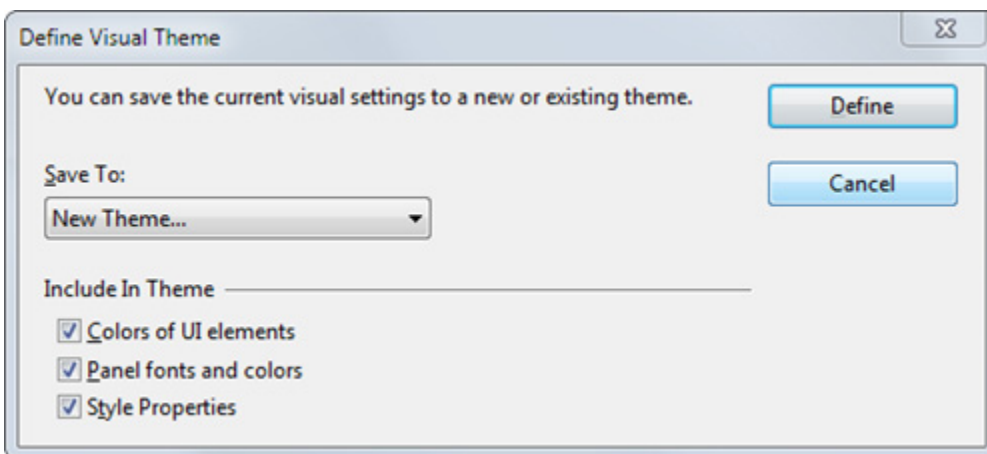 Define Visual Theme
You can save the current visual settings to a new or existing theme.
Define
Save To:
Cancel
New Theme...
Include In Theme
Colors of UI elements
Panel fonts and colors
Style Properties